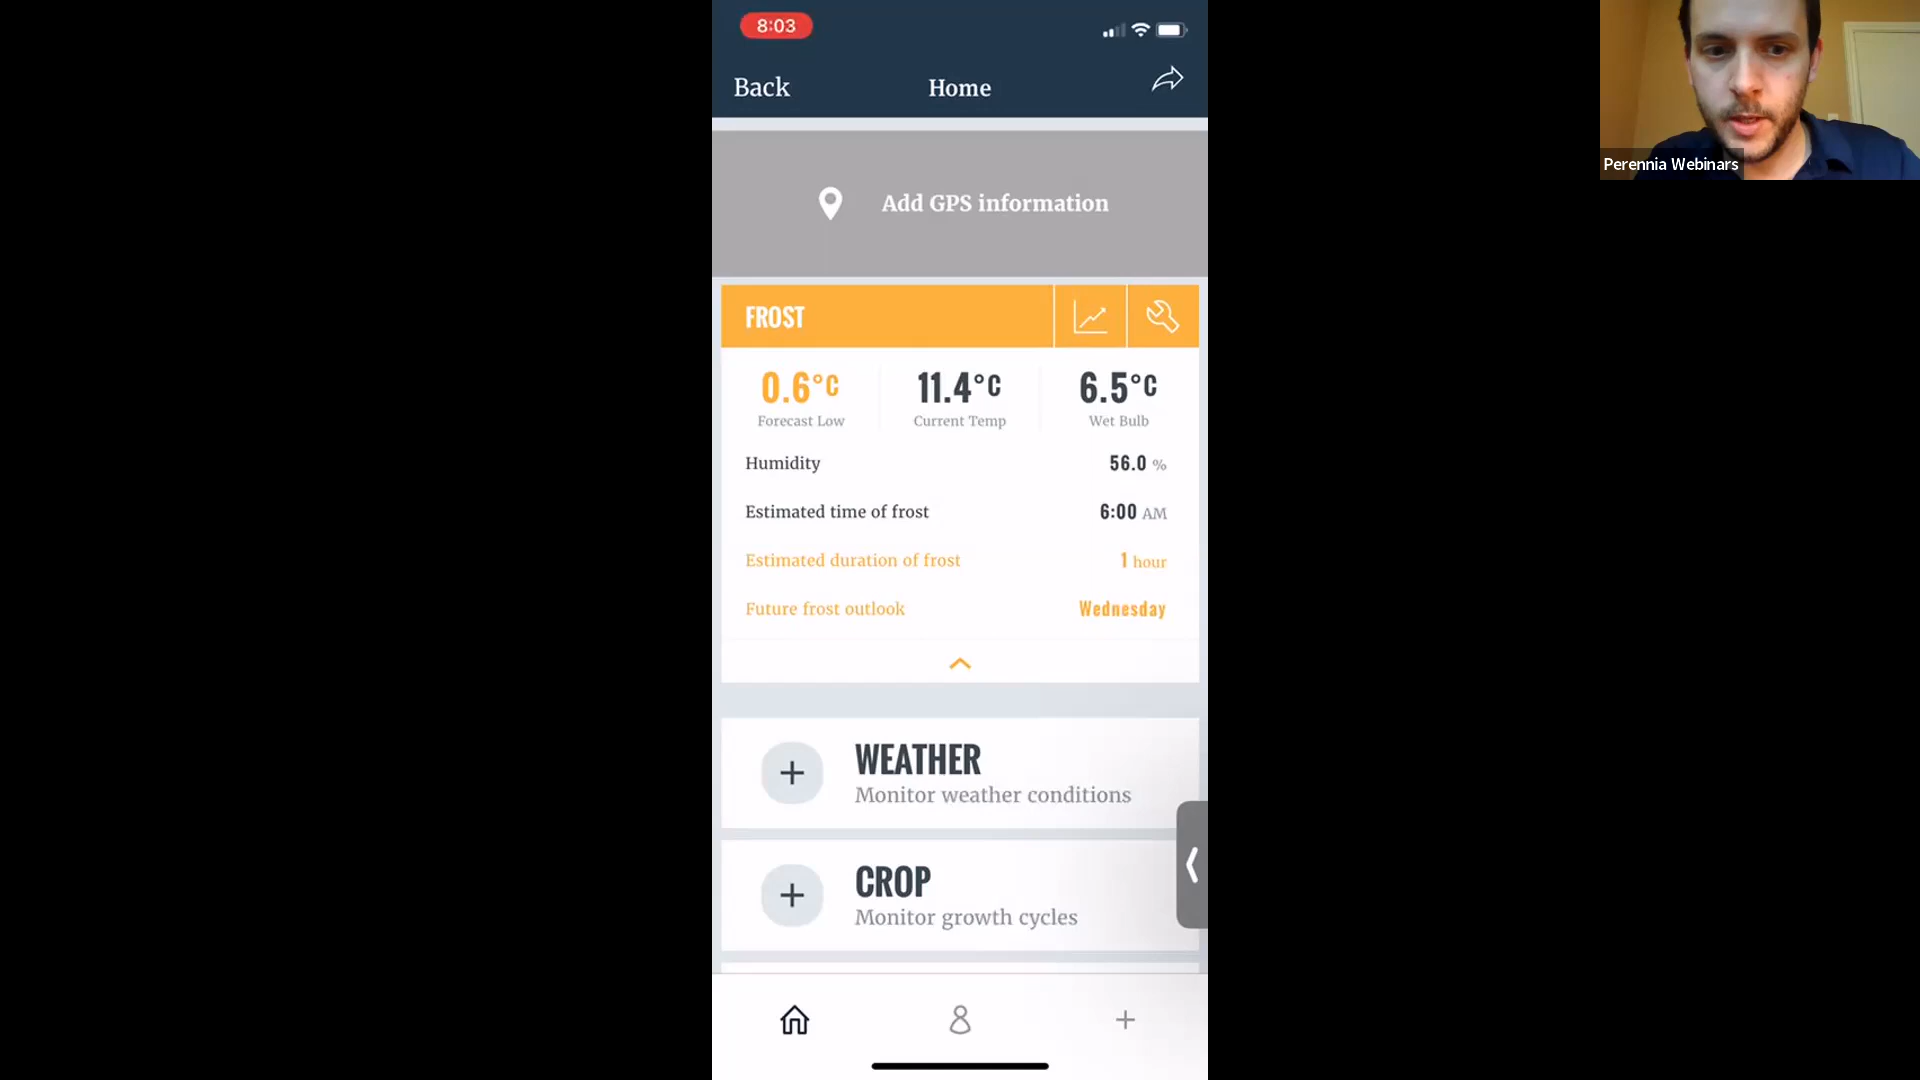 8:03
Back
Home
Add GPS information
FROST
0.6°C
11.4°C
6.5°C
Forecast Low
Current Temp
Wet Bulb
Humidity
56.0 %
Estimated time of frost
6:00 AM
Estimated duration of frost
1 hour
Future frost outlook
Wednesday
WEATHER
Monitor weather conditions
CROP
Monitor growth cycles
Perennia Webinars